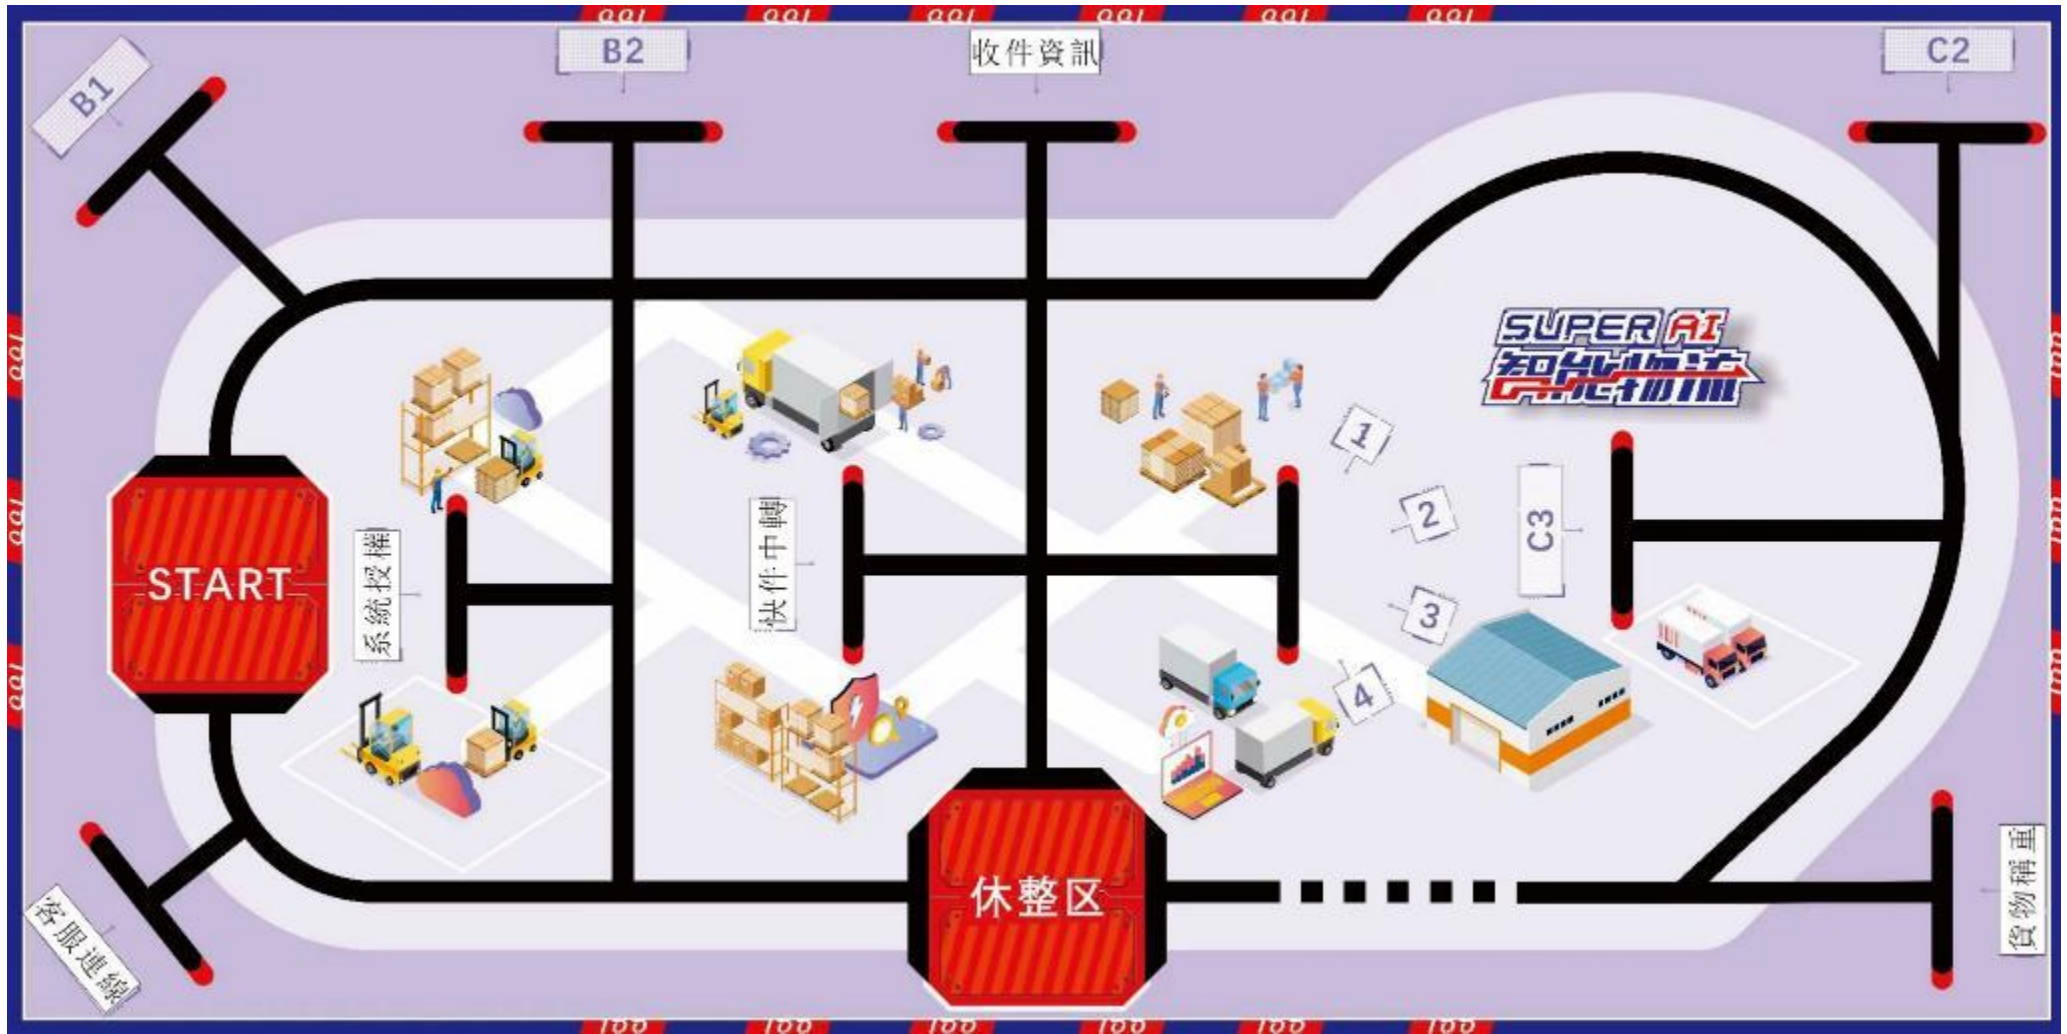 B1
B2
收件資訊
C2
SUPER AI
智能物流
1
2
C3
快件中轉
系統授權
START
3
4
休整区
貨物稱重
客服連線